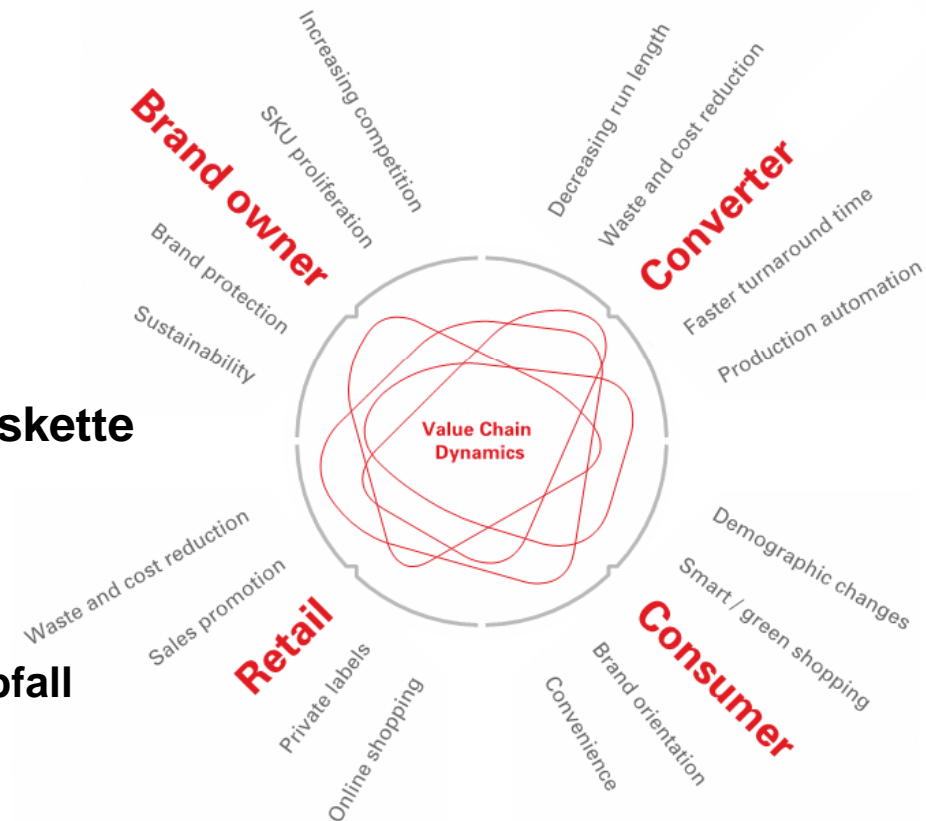 Increasing competition
SKU proliferation
Brand owner
Brand protection
Sustainability
Decreasing run length
Waste and cost reduction
Converter
Faster turnaround time
Production automation
skette
Value Chain
Dynamics
Waste and cost reduction
Sales promotion
Retail
Private labels
Online shopping
Demographic changes
Smart / green shopping
Consumer
Brand orientation
Convenience